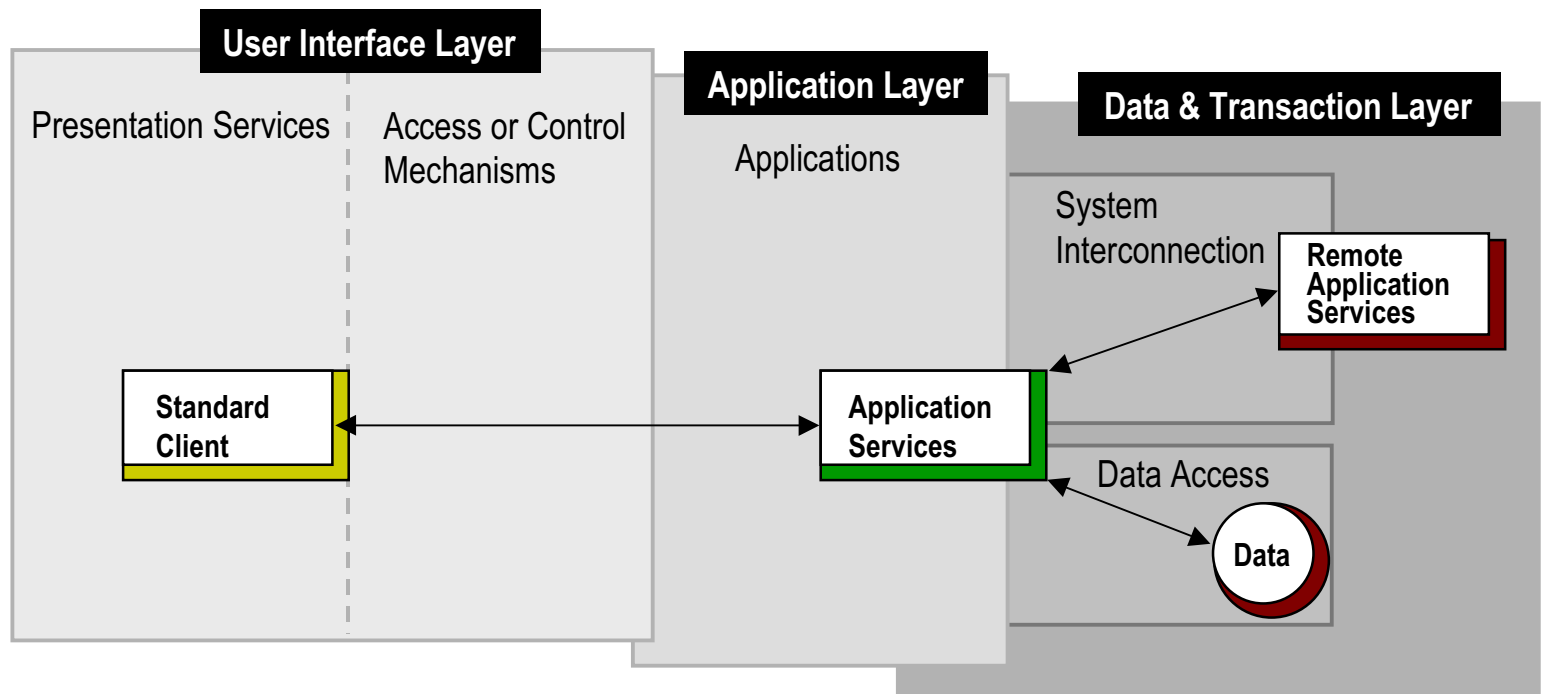 User Interface Layer
Presentation Services
Access or Control
Mechanisms
Standard
Client
Application Layer
Applications
Application
Services
Data & Transaction Layer
System
Interconnection
Remote
Application
Services
Data Access
Data